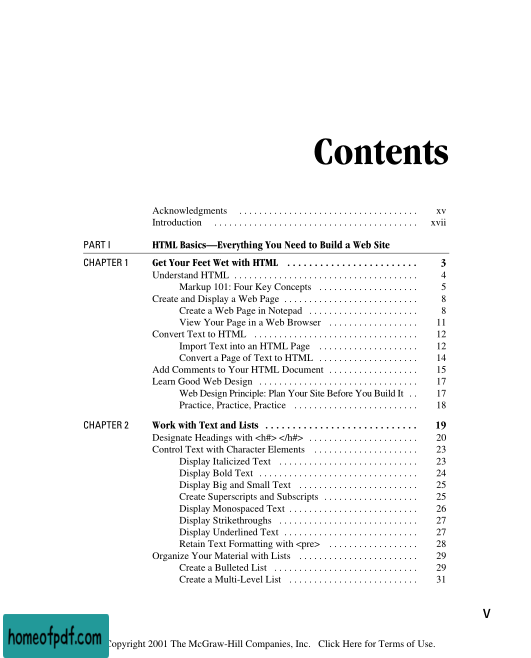 Contents
Acknowledgments . . . . . . . . . . . . . . . . . . . . . . . . . . . . . . . . . . . . xv
Introduction . . . . . . . . . . . . . . . . . . . . . . . . . . . . . . . . . . . . . . . . . xvii
PART I HTML Basics—Everything You Need to Build a Web Site
CHAPTER 1 Get Your Feet Wet with HTML . . . . . . . . . . . . . . . . . . . . . . . . 3
Understand HTML . . . . . . . . . . . . . . . . . . . . . . . . . . . . . . . . . . . . . 4
Markup 101: Four Key Concepts . . . . . . . . . . . . . . . . . . . . 5
Create and Display a Web Page . . . . . . . . . . . . . . . . . . . . . . . . . . . 8
Create a Web Page in Notepad . . . . . . . . . . . . . . . . . . . . . . 8
View Your Page in a Web Browser . . . . . . . . . . . . . . . . . . 11
Convert Text to HTML . . . . . . . . . . . . . . . . . . . . . . . . . . . . . . . . . 12
Import Text into an HTML Page . . . . . . . . . . . . . . . . . . . . 12
Convert a Page of Text to HTML . . . . . . . . . . . . . . . . . . . . 14
Add Comments to Your HTML Document . . . . . . . . . . . . . . . . . . 15
Learn Good Web Design . . . . . . . . . . . . . . . . . . . . . . . . . . . . . . . . 17
Web Design Principle: Plan Your Site Before You Build It . . 17
Practice, Practice, Practice . . . . . . . . . . . . . . . . . . . . . . . . . 18
CHAPTER 2 Work with Text and Lists . . . . . . . . . . . . . . . . . . . . . . . . . . . . 19
Designate Headings with <h#> </h#> . . . . . . . . . . . . . . . . . . . . . . 20
Control Text with Character Elements . . . . . . . . . . . . . . . . . . . . . 23
Display Italicized Text . . . . . . . . . . . . . . . . . . . . . . . . . . . . 23
Display Bold Text . . . . . . . . . . . . . . . . . . . . . . . . . . . . . . . . 24
Display Big and Small Text . . . . . . . . . . . . . . . . . . . . . . . . 25
Create Superscripts and Subscripts . . . . . . . . . . . . . . . . . . . 25
Display Monospaced Text . . . . . . . . . . . . . . . . . . . . . . . . . . 26
Display Strikethroughs . . . . . . . . . . . . . . . . . . . . . . . . . . . . 27
Display Underlined Text . . . . . . . . . . . . . . . . . . . . . . . . . . . 27
Retain Text Formatting with <pre> . . . . . . . . . . . . . . . . . . 28
Organize Your Material with Lists . . . . . . . . . . . . . . . . . . . . . . . . 29
Create a Bulleted List . . . . . . . . . . . . . . . . . . . . . . . . . . . . . 29
Create a Multi-Level List . . . . . . . . . . . . . . . . . . . . . . . . . . 31
V
homeofpdf.com opyright 2001 The McGraw-Hill Companies, Inc. Click Here for Terms of Use.